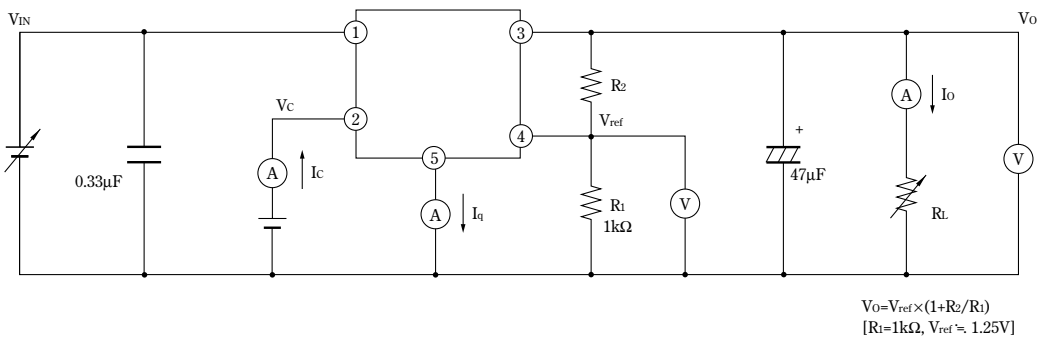 VIN
VO
1
3
R2
A
IO
VC
Vref
2
4
+
5
V
A
IC
0.33μF
47μF
R1
1kΩ
V
A
Iq
RL
VO=Vref×(1+R2/R1)
[R1=1kΩ, Vref≒1.25V]